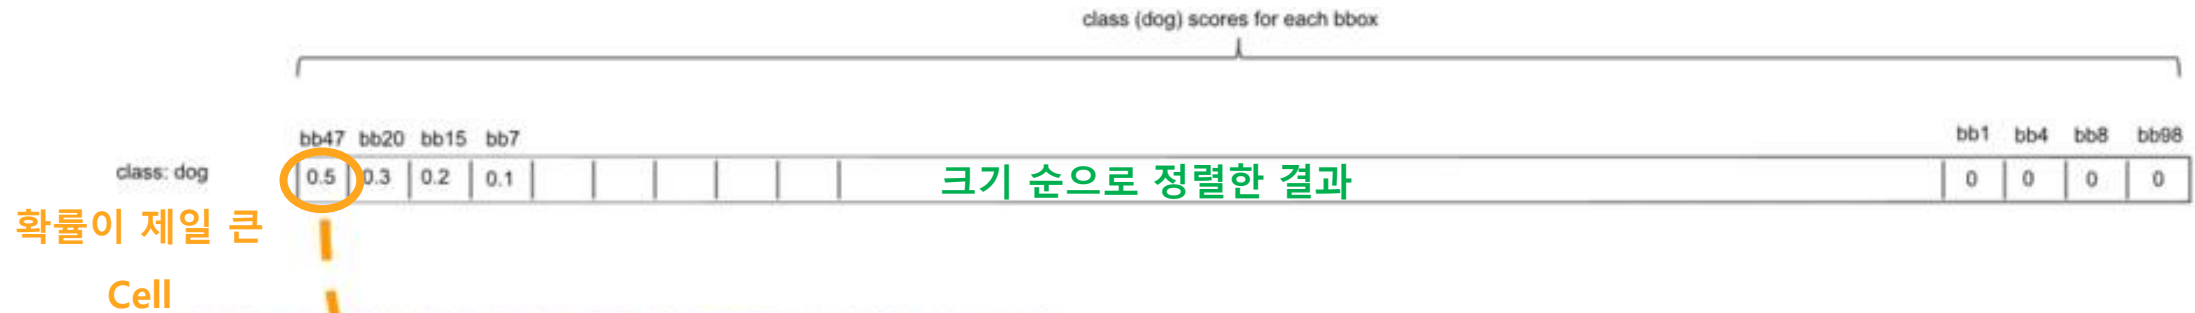 class (dog) scores for each bbox
bb47 bb20 bb15 bb7 bb1 bb4 bb8 bb98
class: dog 0.5 0.3 0.2 0.1 크기 순으로 정렬한 결과 0 0 0 0
확률이 제일 큰
Cell